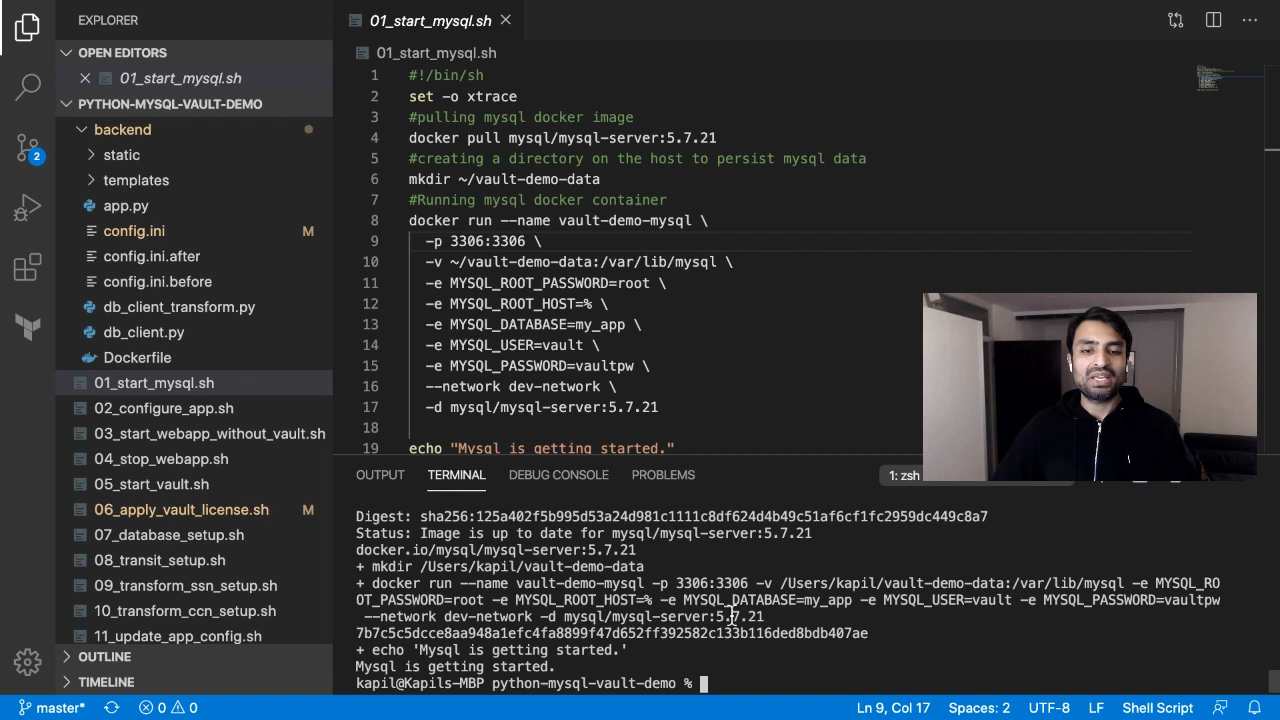 EXPLORER
OPEN EDITORS
01_start_mysql.sh
PYTHON-MYSQL-VAULT-DEMO
backend
static
templates
app.py
config.ini M
config.ini.after
config.ini.before
db_client_transform.py
db_client.py
Dockerfile
01_start_mysql.sh
02_configure_app.sh
03_start_webapp_without_vault.sh
04_stop_webapp.sh
05_start_vault.sh
06_apply_vault_license.sh M
07_database_setup.sh
08_transit_setup.sh
09_transform_ssn_setup.sh
10_transform_ccn_setup.sh
11_update_app_config.sh
OUTLINE
TIMELINE
2
01_start_mysql.sh
01_start_mysql.sh
1 #!/bin/sh
2 set -o xtrace
3 #pulling mysql docker image
4 docker pull mysql/mysql-server:5.7.21
5 #creating a directory on the host to persist mysql data
6 mkdir ~/vault-demo-data
7 #Running mysql docker container
8 docker run --name vault-demo-mysql \
9 -p 3306:3306 \
10 -v ~/vault-demo-data:/var/lib/mysql \
11 -e MYSQL_ROOT_PASSWORD=root \
12 -e MYSQL_ROOT_HOST=% \
13 -e MYSQL_DATABASE=my_app \
14 -e MYSQL_USER=vault \
15 -e MYSQL_PASSWORD=vaultpw \
16 --network dev-network \
17 -d mysql/mysql-server:5.7.21
18
19 echo "Mysql is getting started."
OUTPUT TERMINAL DEBUG CONSOLE PROBLEMS 1: zsh
Digest: sha256:125a402f5b995d53a24d981c1111c8df624d4b49c51af6cf1fc2959dc449c8a7
Status: Image is up to date for mysql/mysql-server:5.7.21
docker.io/mysql/mysql-server:5.7.21
+ mkdir /Users/kapil/vault-demo-data
+ docker run --name vault-demo-mysql -p 3306:3306 -v /Users/kapil/vault-demo-data:/var/lib/mysql -e MYSQL_RO
OT_PASSWORD=root -e MYSQL_ROOT_HOST=% -e MYSQL_DATABASE=my_app -e MYSQL_USER=vault -e MYSQL_PASSWORD=vaultpw
--network dev-network -d mysql/mysql-server:5.7.21
7b7c5c5dcce8aa948a1efc4fa8899f47d652ff392582c133b116ded8bdb407ae
+ echo 'Mysql is getting started.'
Mysql is getting started.
kapil@Kapils-MBP python-mysql-vault-demo %
master* 0 0 Ln 9, Col 17 Spaces: 2 UTF-8 LF Shell Script